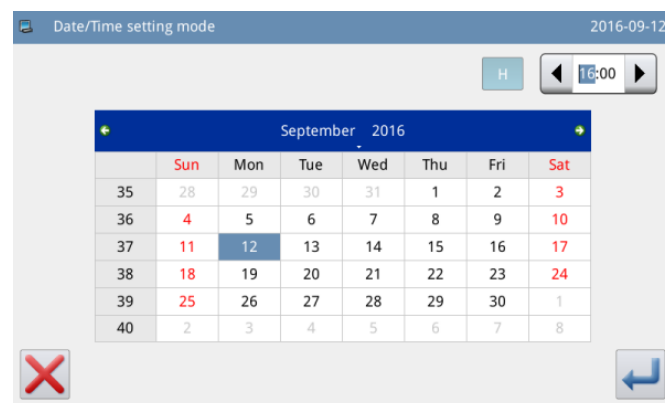 Date/Time setting mode 2016-09-12
H 16:00
September 2016
Sun Mon Tue Wed Thu Fri Sat
35 28 29 30 31 1 2 3
36 4 5 6 7 8 9 10
37 11 12 13 14 15 16 17
38 18 19 20 21 22 23 24
39 25 26 27 28 29 30 1
40 2 3 4 5 6 7 8